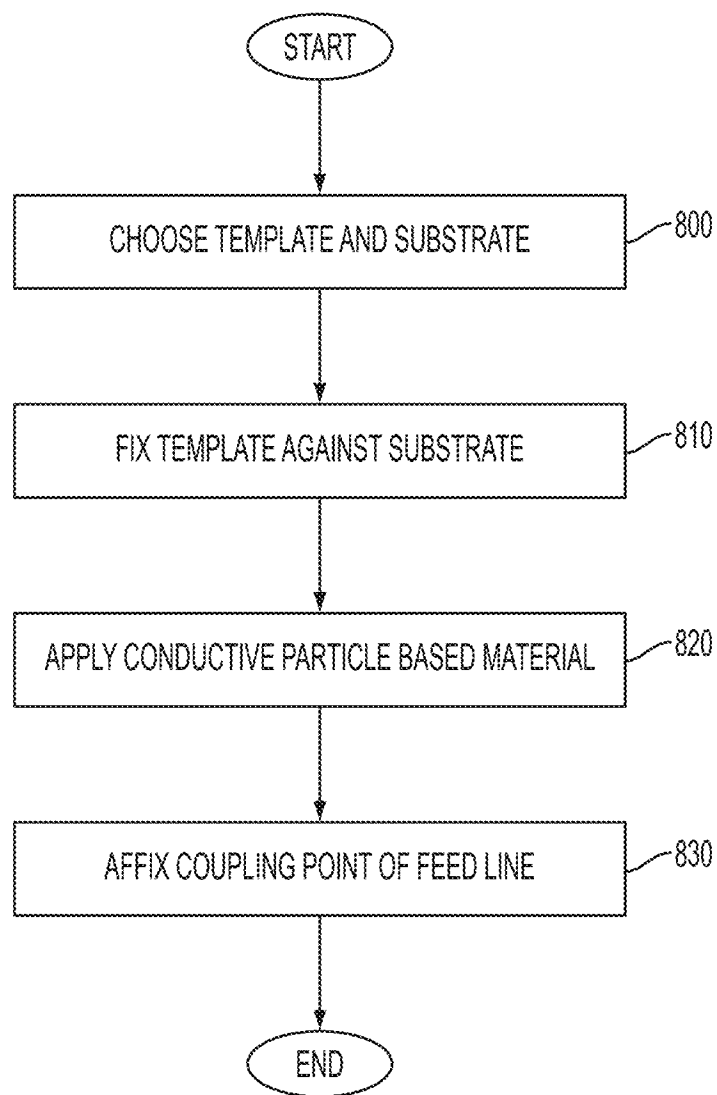 START
CHOOSE TEMPLATE AND SUBSTRATE
800
FIX TEMPLATE AGAINST SUBSTRATE
810
APPLY CONDUCTIVE PARTICLE BASED MATERIAL
820
AFFIX COUPLING POINT OF FEED LINE
830
END